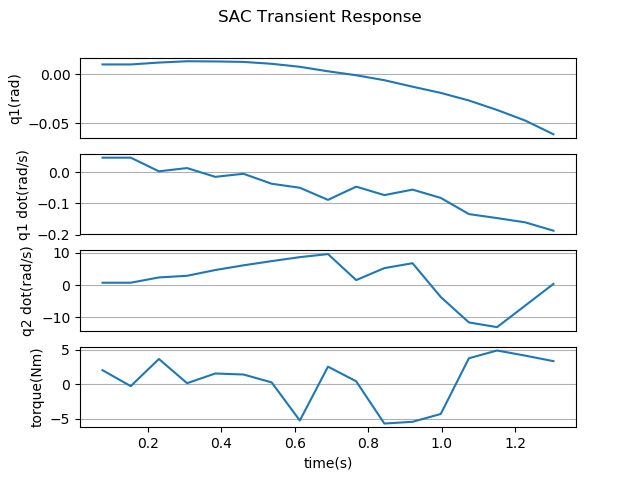 SAC Transient Response
q1(rad)
0.00
−0.05
q1 dot(rad/s)
0.0
−0.1
−0.2
q2 dot(rad/s)
10
0
−10
torque(Nm)
5
0
−5
0.2 0.4 0.6 0.8 1.0 1.2
time(s)